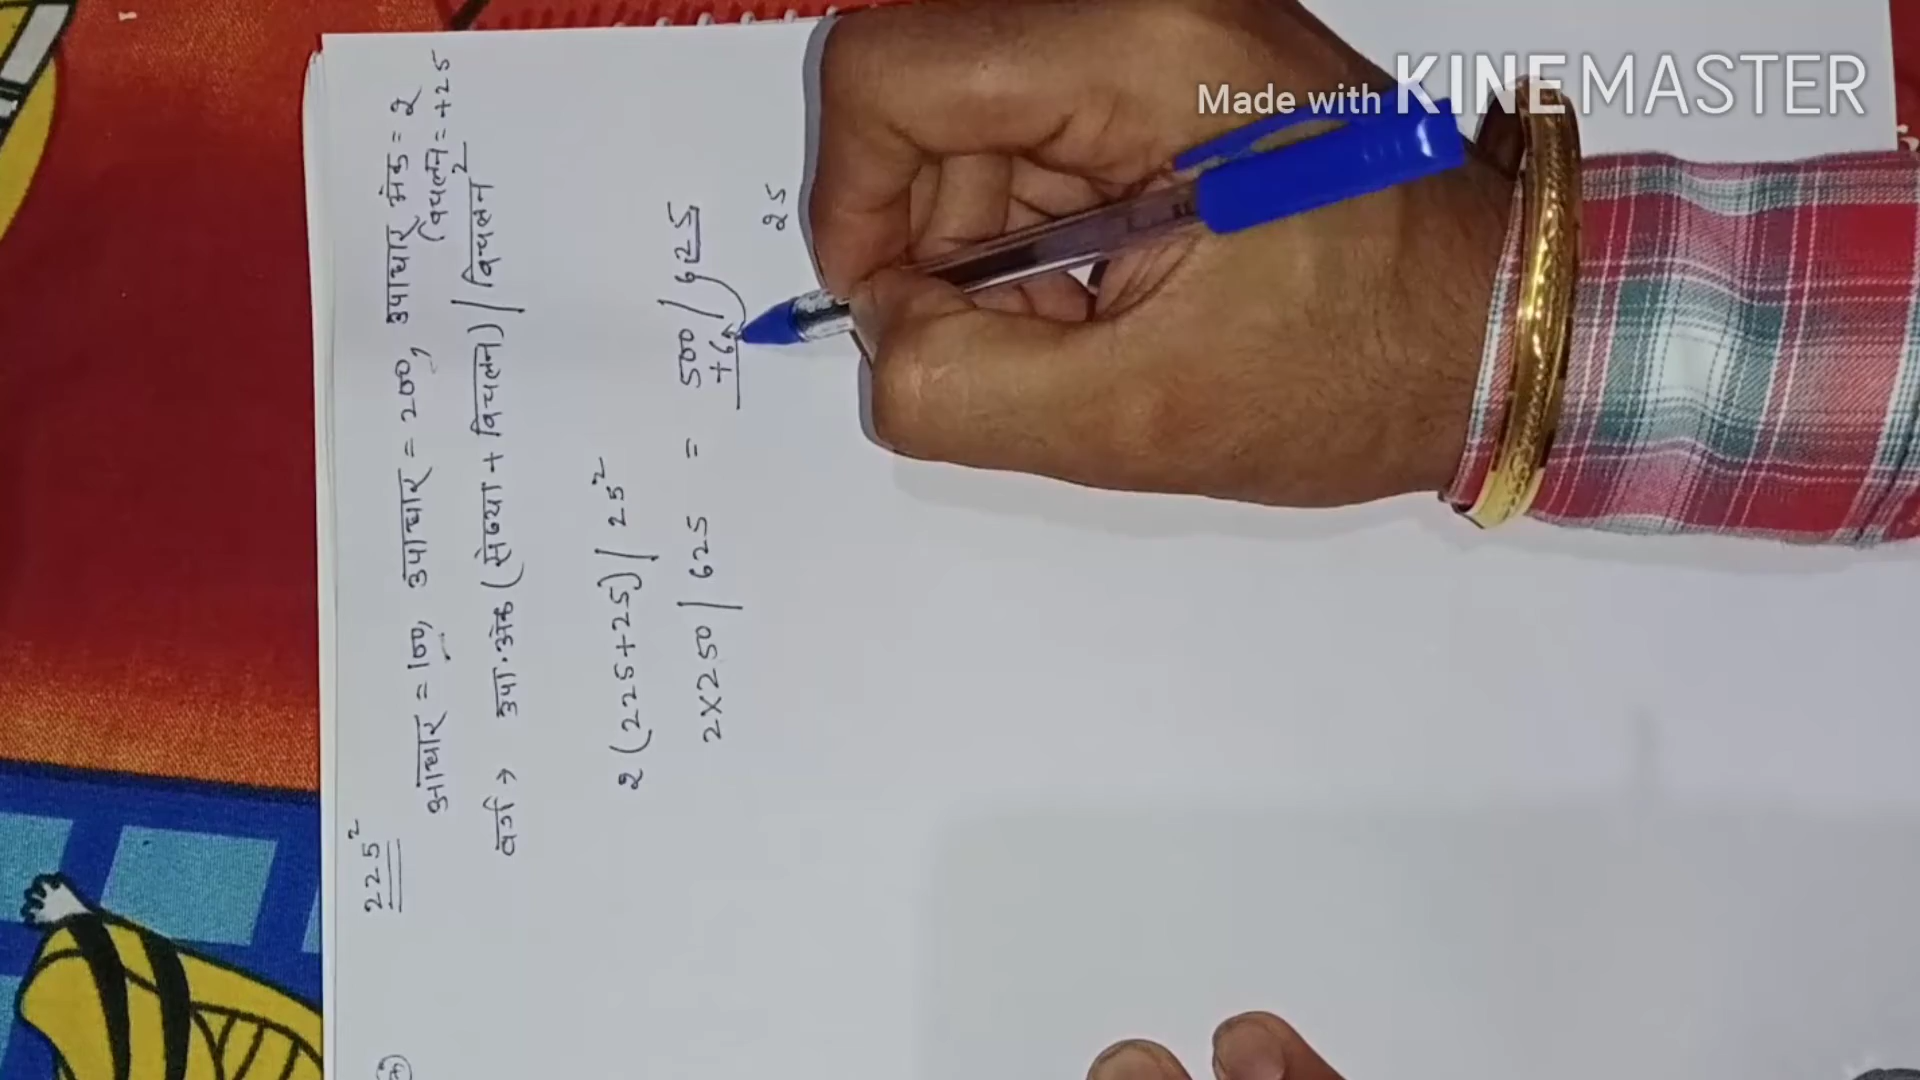 Made with KINEMASTER
225²
आधार = 100, उपाधार = 200, उपाधार अंक = 2
विचलन = +25
वर्ग → उपा. अंक (संख्या + विचलन) / विचलन²
2 (225+25) / 25²
2×250 / 625 = 500 / 625
+6
25